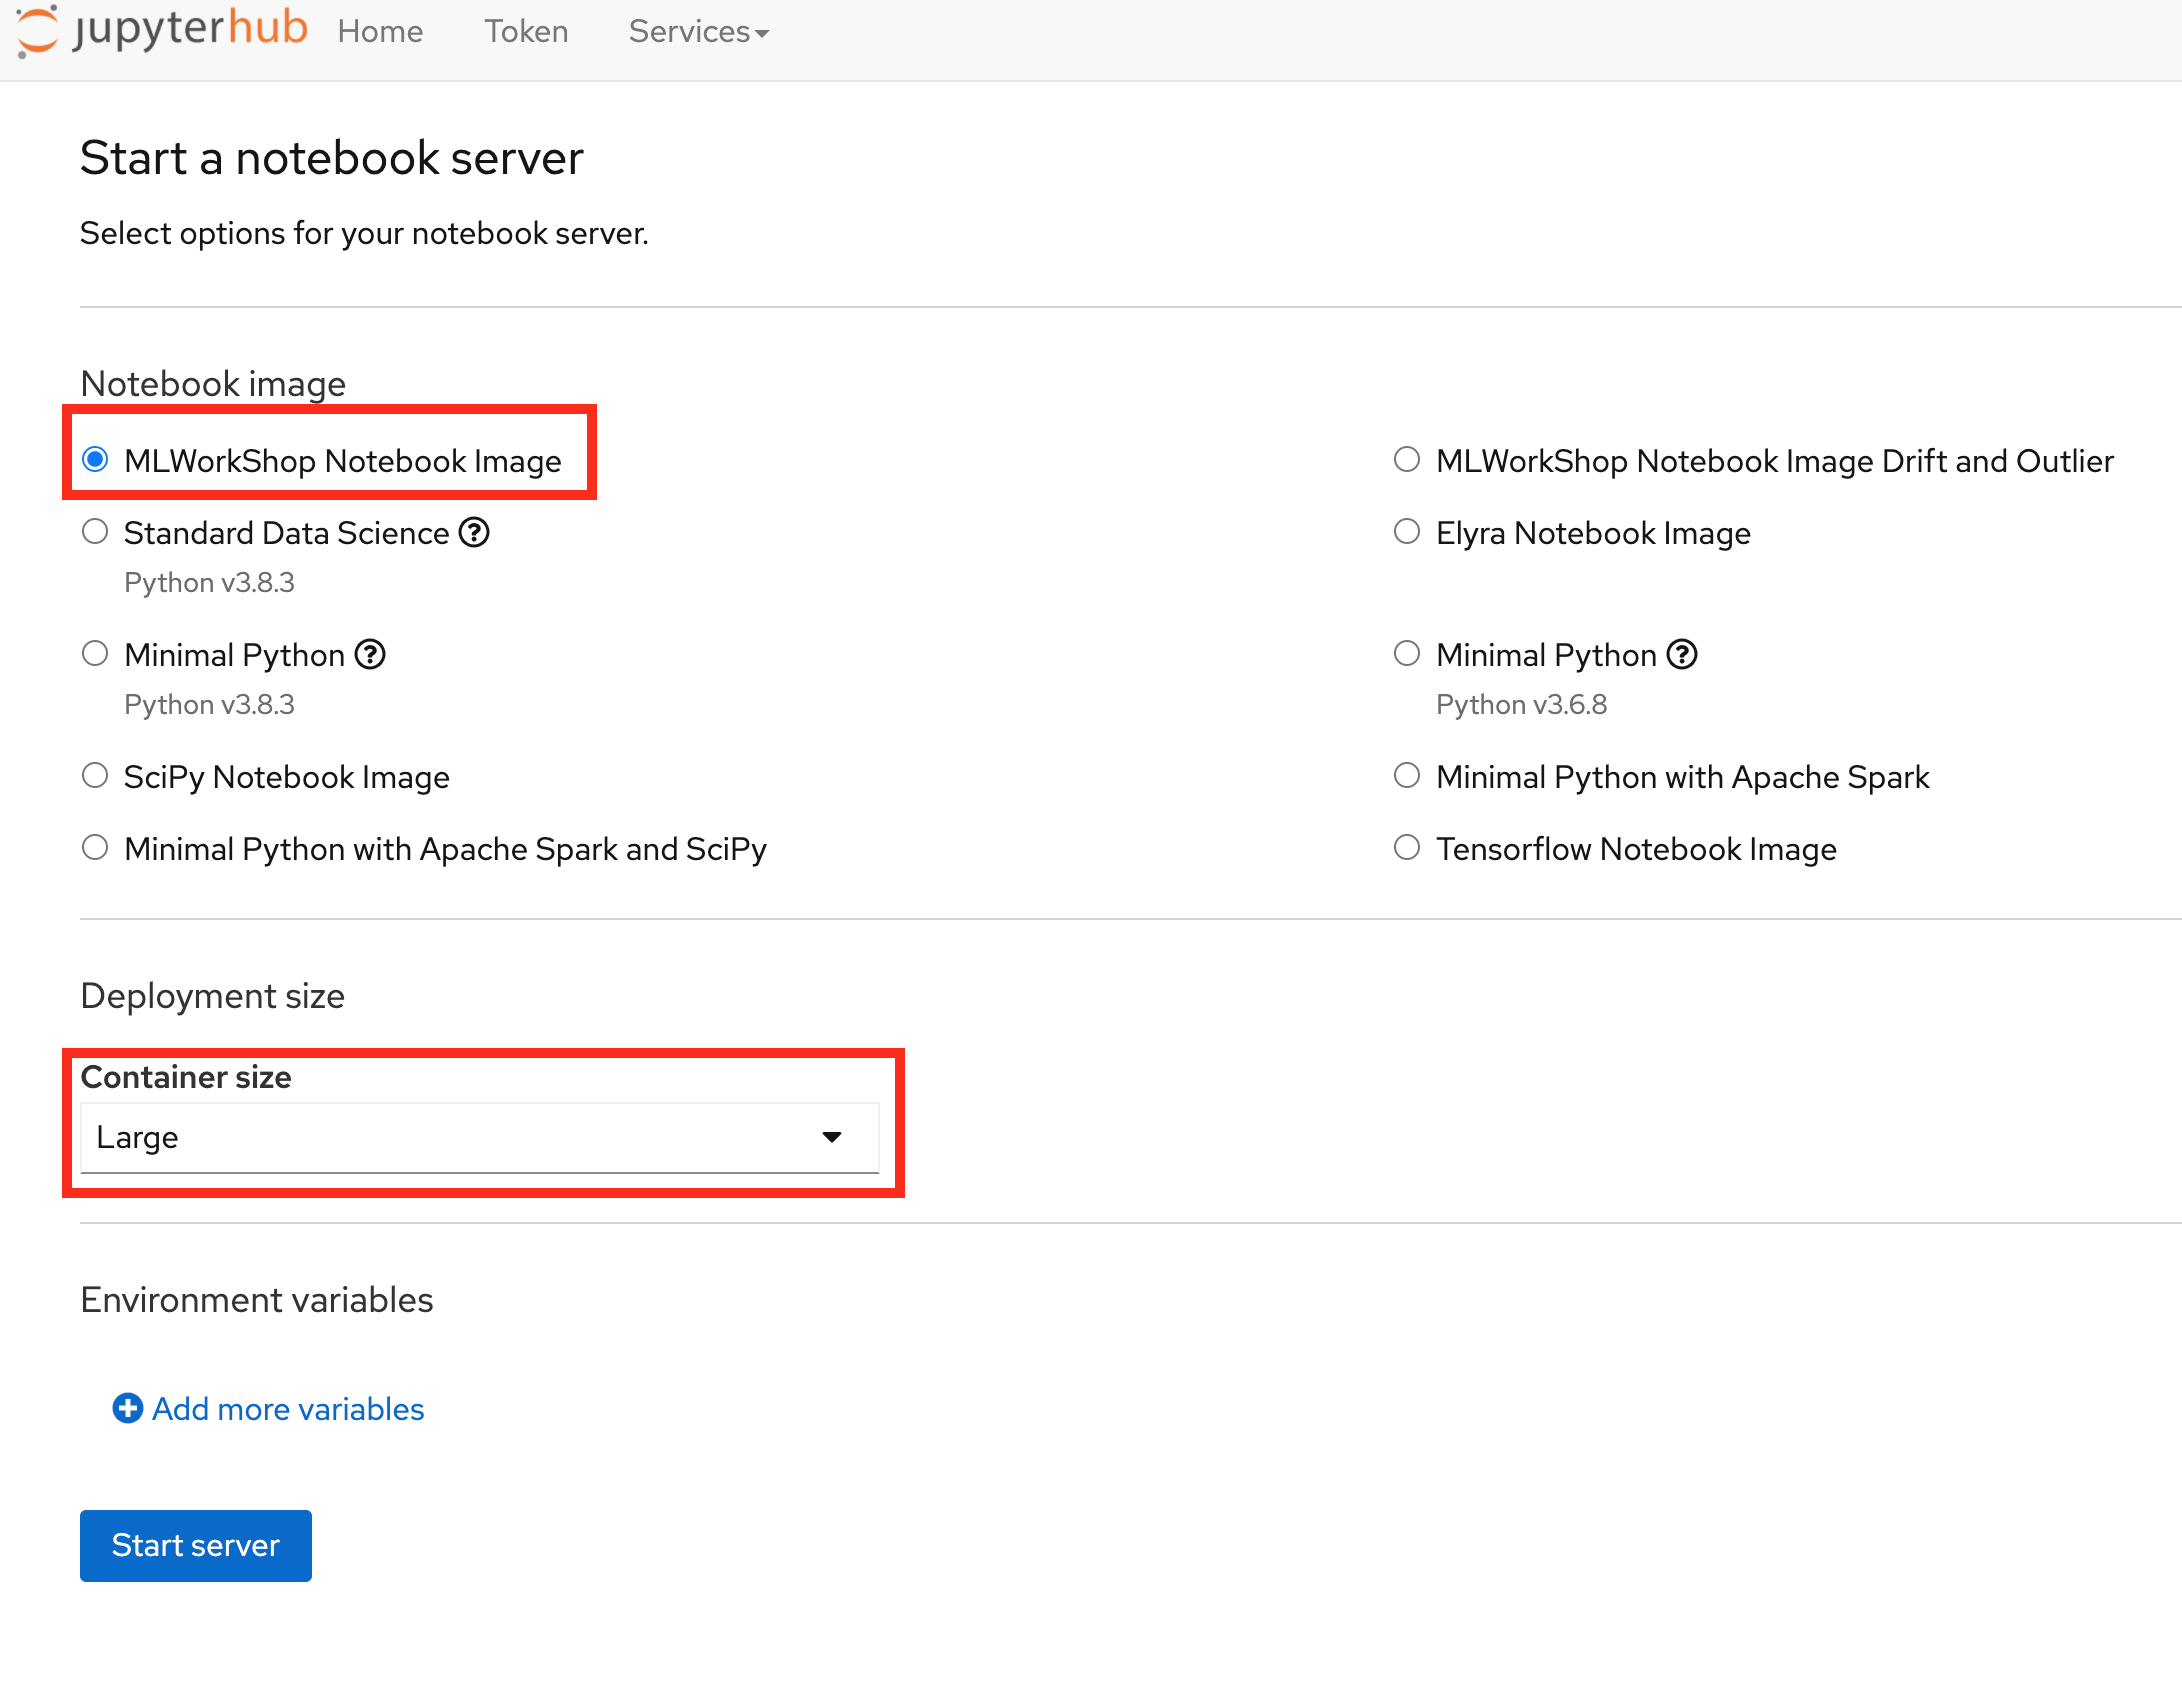 jupyterhub Home Token Services
Start a notebook server
Select options for your notebook server.
Notebook image
MLWorkShop Notebook Image
MLWorkShop Notebook Image Drift and Outlier
Standard Data Science
Elyra Notebook Image
Python v3.8.3
Minimal Python
Minimal Python
Python v3.8.3
Python v3.6.8
SciPy Notebook Image
Minimal Python with Apache Spark
Minimal Python with Apache Spark and SciPy
Tensorflow Notebook Image
Deployment size
Container size
Large
Environment variables
Add more variables
Start server